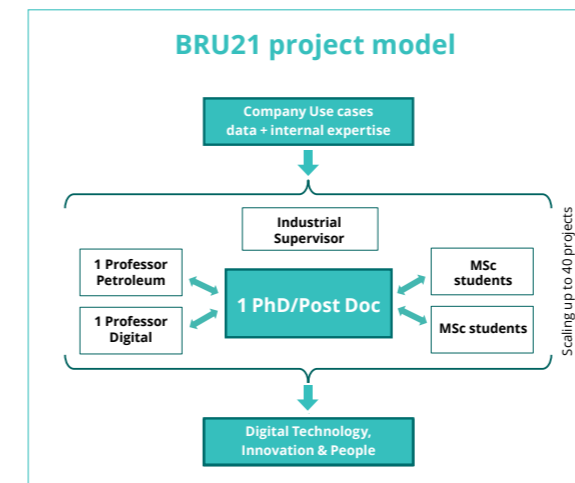 BRU21 project model
Company Use cases
data + internal expertise
Industrial
Supervisor
1 Professor
Petroleum
1 Professor
Digital
1 PhD/Post Doc
MSc
students
MSc students
Scaling up to 40 projects
Digital Technology,
Innovation & People